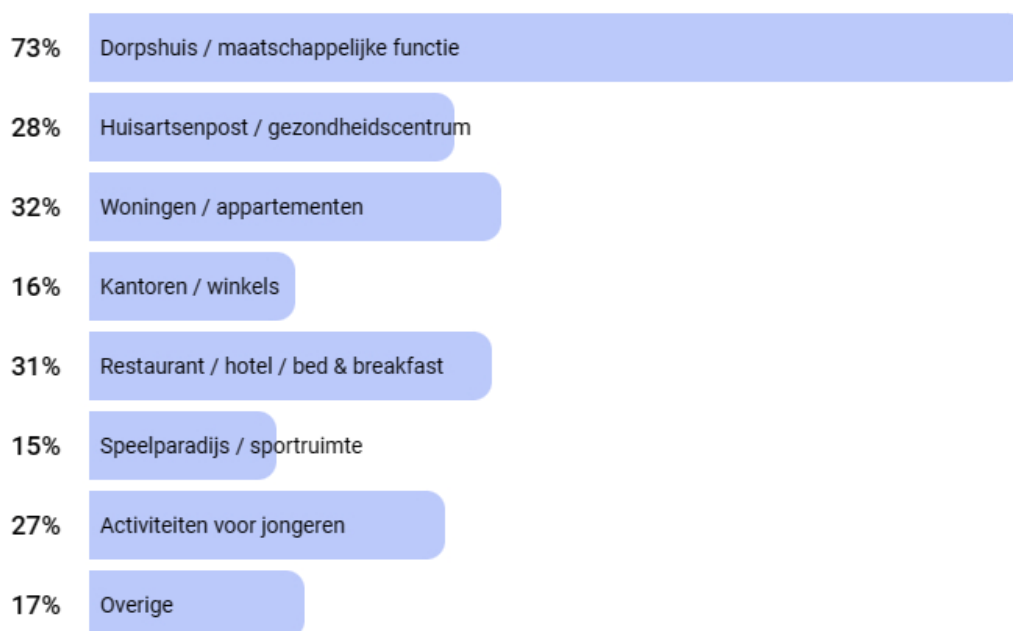 73% Dorpshuis / maatschappelijke functie
28% Huisartsenpost / gezondheidscentrum
32% Woningen / appartementen
16% Kantoren / winkels
31% Restaurant / hotel / bed & breakfast
15% Speelparadijs / sportruimte
27% Activiteiten voor jongeren
17% Overige